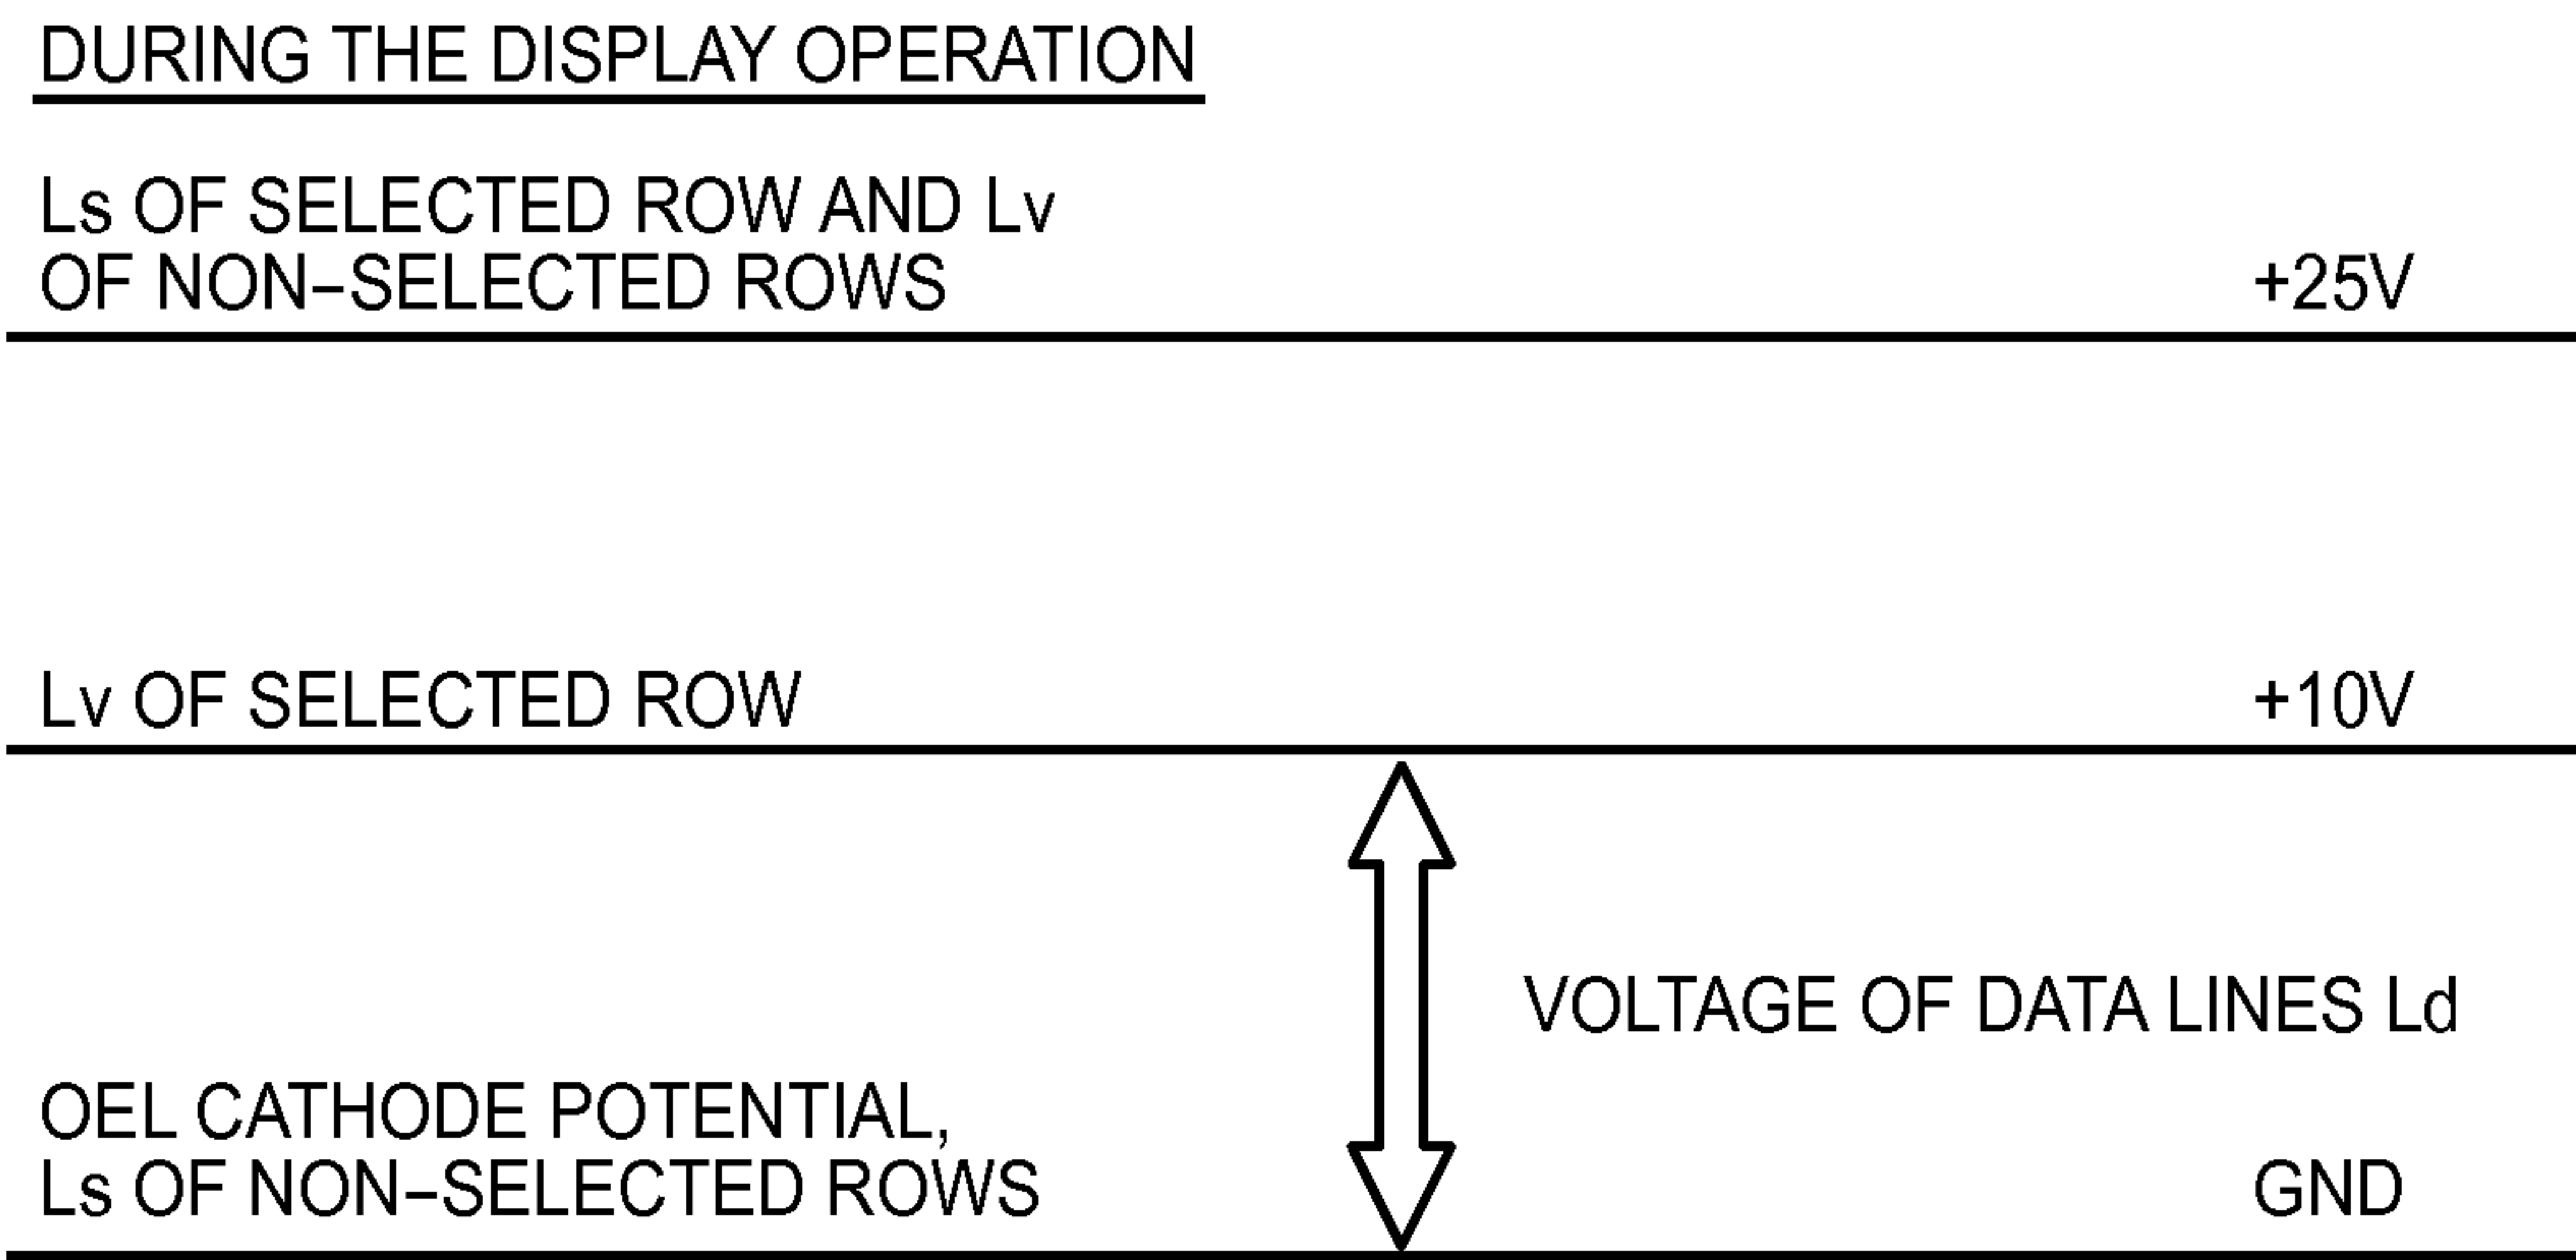 DURING THE DISPLAY OPERATION
Ls OF SELECTED ROW AND Lv
OF NON–SELECTED ROWS +25V
Lv OF SELECTED ROW +10V
VOLTAGE OF DATA LINES Ld
OEL CATHODE POTENTIAL,
Ls OF NON–SELECTED ROWS GND